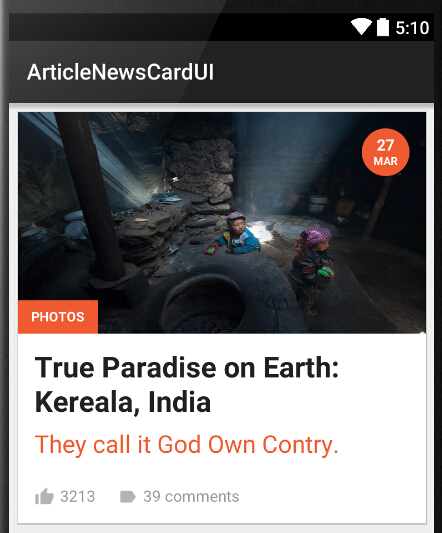 5:10
ArticleNewsCardUI
27
MAR
PHOTOS
True Paradise on Earth:
Kereala, India
They call it God Own Contry.
3213 39 comments